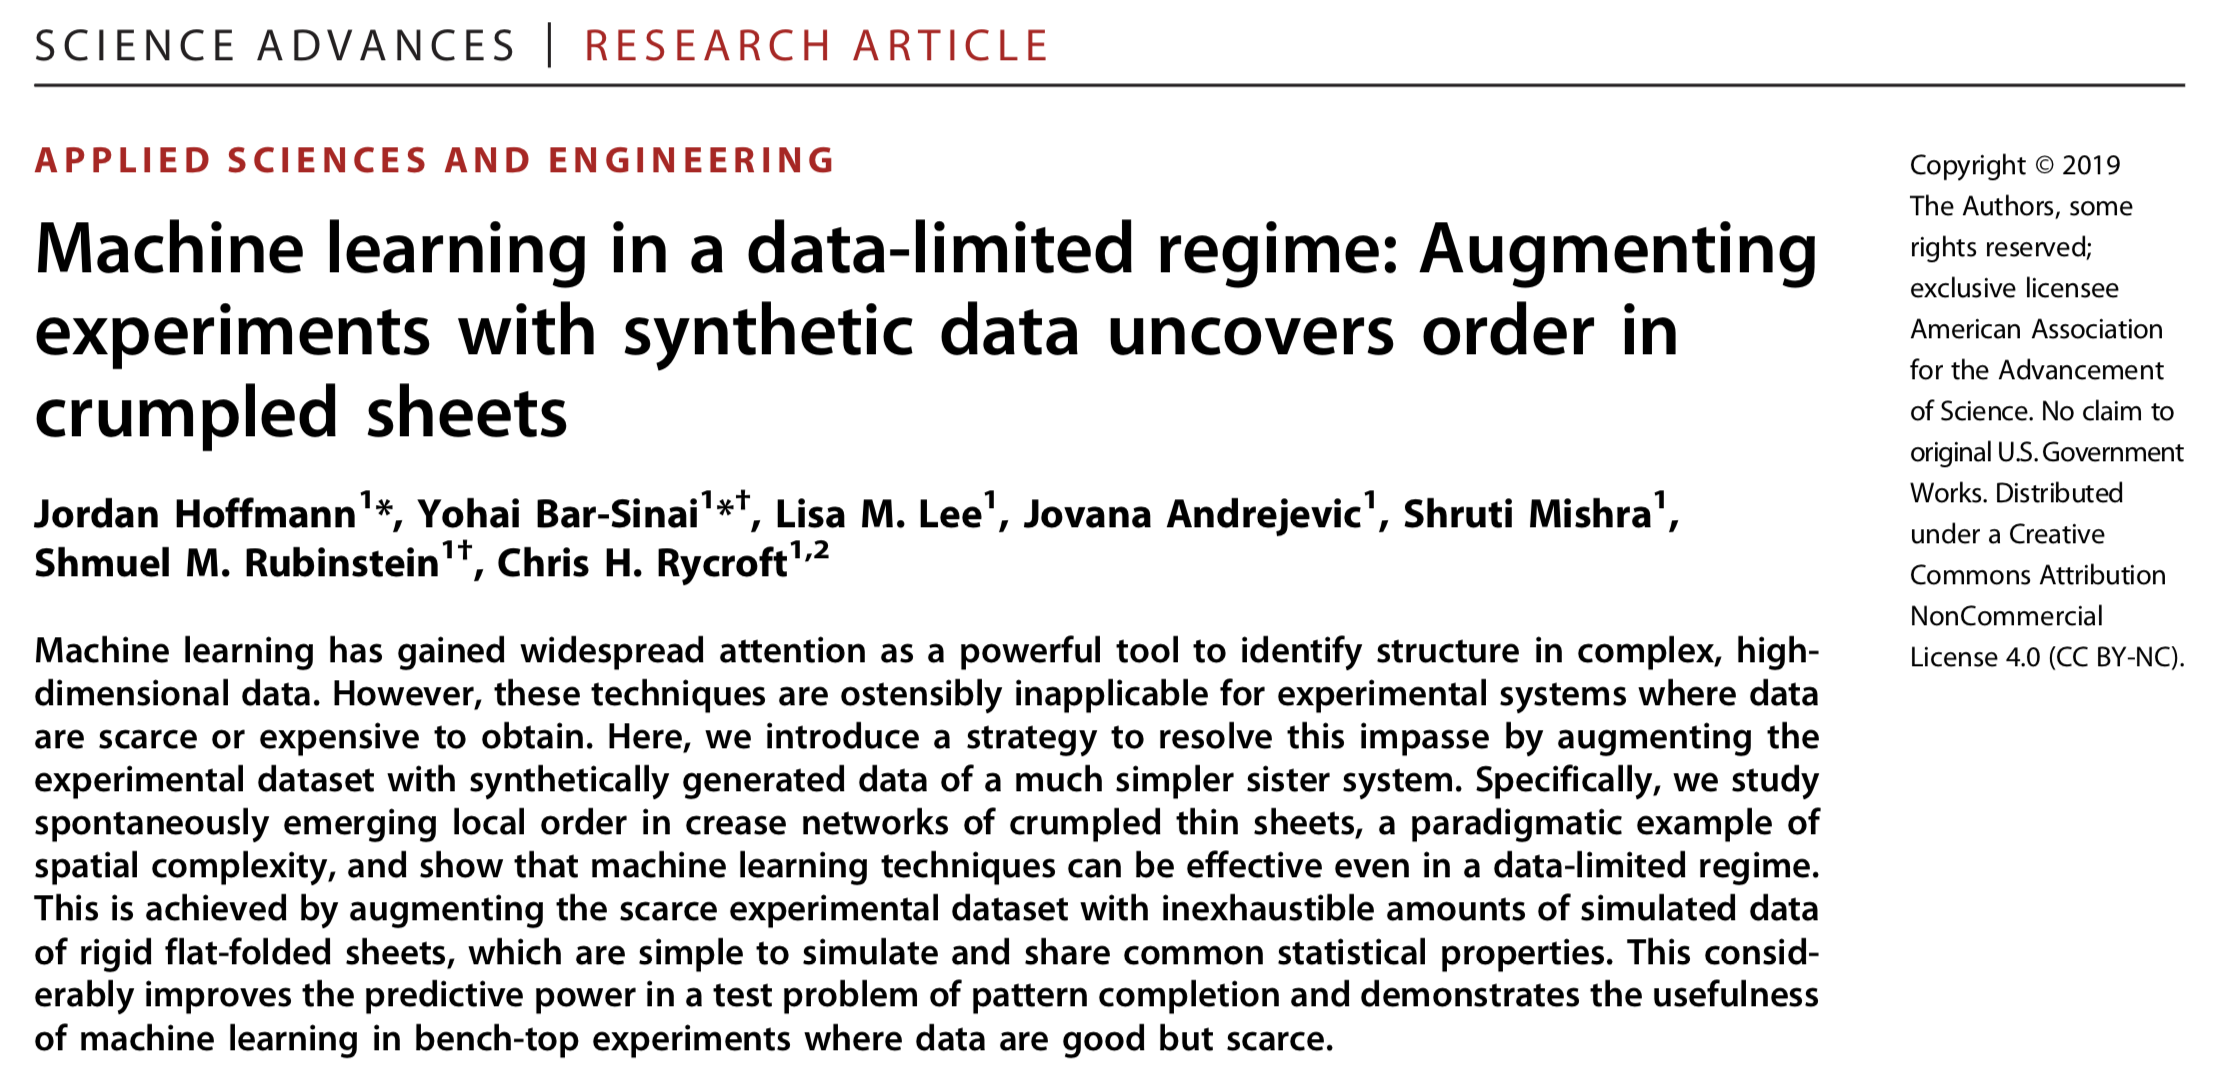 SCIENCE ADVANCES | RESEARCH ARTICLE
APPLIED SCIENCES AND ENGINEERING
Machine learning in a data-limited regime: Augmenting
experiments with synthetic data uncovers order in
crumpled sheets
Jordan Hoffmann1*, Yohai Bar-Sinai1*†, Lisa M. Lee1, Jovana Andrejevic1, Shruti Mishra1,
Shmuel M. Rubinstein1†, Chris H. Rycroft1,2
Machine learning has gained widespread attention as a powerful tool to identify structure in complex, high-
dimensional data. However, these techniques are ostensibly inapplicable for experimental systems where data
are scarce or expensive to obtain. Here, we introduce a strategy to resolve this impasse by augmenting the
experimental dataset with synthetically generated data of a much simpler sister system. Specifically, we study
spontaneously emerging local order in crease networks of crumpled thin sheets, a paradigmatic example of
spatial complexity, and show that machine learning techniques can be effective even in a data-limited regime.
This is achieved by augmenting the scarce experimental dataset with inexhaustible amounts of simulated data
of rigid flat-folded sheets, which are simple to simulate and share common statistical properties. This consid-
erably improves the predictive power in a test problem of pattern completion and demonstrates the usefulness
of machine learning in bench-top experiments where data are good but scarce.
Copyright © 2019
The Authors, some
rights reserved;
exclusive licensee
American Association
for the Advancement
of Science. No claim to
original U.S. Government
Works. Distributed
under a Creative
Commons Attribution
NonCommercial
License 4.0 (CC BY-NC).